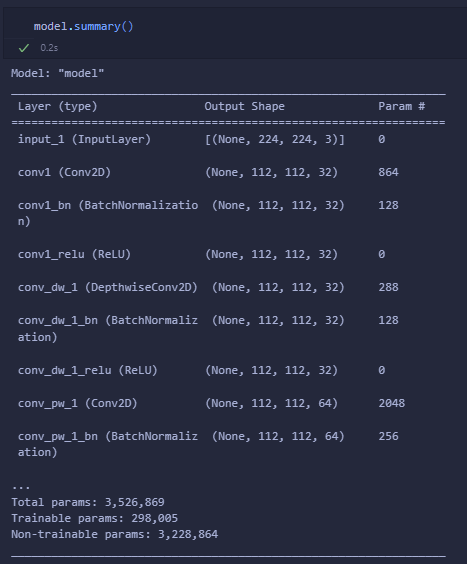 model.summary()
0.2s
Model: "model"
_________________________________________________________________
Layer (type) Output Shape Param #
=================================================================
input_1 (InputLayer) [(None, 224, 224, 3)] 0
conv1 (Conv2D) (None, 112, 112, 32) 864
conv1_bn (BatchNormalizatio (None, 112, 112, 32) 128
n)
conv1_relu (ReLU) (None, 112, 112, 32) 0
conv_dw_1 (DepthwiseConv2D) (None, 112, 112, 32) 288
conv_dw_1_bn (BatchNormaliz (None, 112, 112, 32) 128
ation)
conv_dw_1_relu (ReLU) (None, 112, 112, 32) 0
conv_pw_1 (Conv2D) (None, 112, 112, 64) 2048
conv_pw_1_bn (BatchNormaliz (None, 112, 112, 64) 256
ation)
...
Total params: 3,526,869
Trainable params: 298,005
Non-trainable params: 3,228,864
_________________________________________________________________